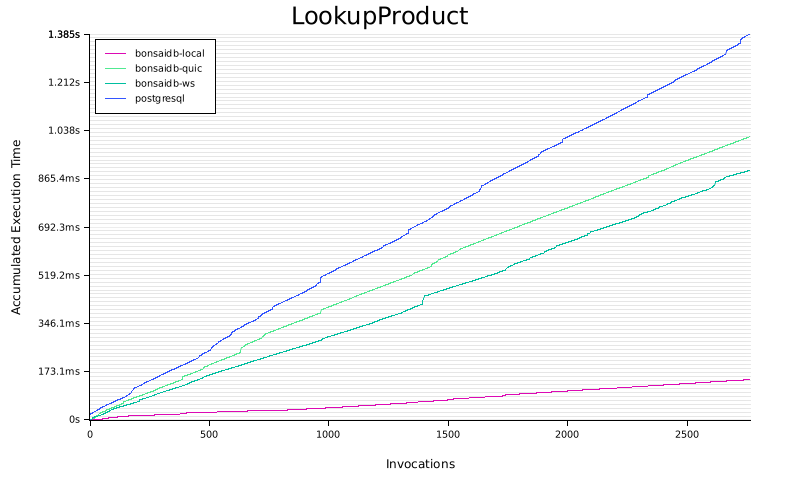 LookupProduct
1.385s
1.212s
1.038s
865.4ms
692.3ms
519.2ms
346.1ms
173.1ms
0s
Accumulated Execution Time
bonsaidb-local
bonsaidb-quic
bonsaidb-ws
postgresql
0 500 1000 1500 2000 2500
Invocations